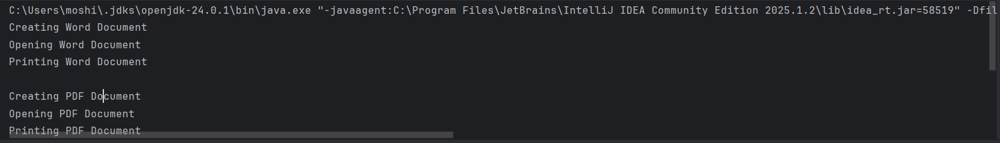 C:\Users\moshi\.jdks\openjdk-24.0.1\bin\java.exe "-javaagent:C:\Program Files\JetBrains\IntelliJ IDEA Community Edition 2025.1.2\lib\idea_rt.jar=58519" -Dfil
Creating Word Document
Opening Word Document
Printing Word Document
Creating PDF Document
Opening PDF Document
Printing PDF Document